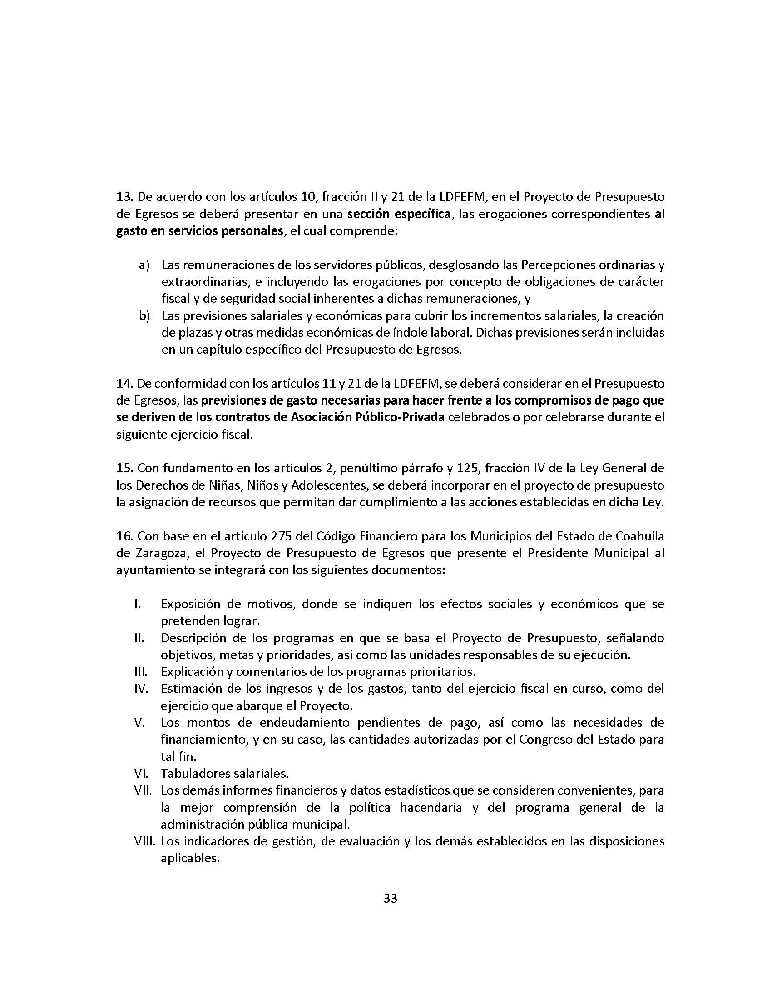 13. De acuerdo con los artículos 10, fracción II y 21 de la LDFEFM, en el Proyecto de Presupuesto
de Egresos se deberá presentar en una sección específica, las erogaciones correspondientes al
gasto en servicios personales, el cual comprende:
a) Las remuneraciones de los servidores públicos, desglosando las Percepciones ordinarias y
extraordinarias, e incluyendo las erogaciones por concepto de obligaciones de carácter
fiscal y de seguridad social inherentes a dichas remuneraciones, y
b) Las previsiones salariales y económicas para cubrir los incrementos salariales, la creación
de plazas y otras medidas económicas de índole laboral. Dichas previsiones serán incluidas
en un capítulo específico del Presupuesto de Egresos.
14. De conformidad con los artículos 11 y 21 de la LDFEFM, se deberá considerar en el Presupuesto
de Egresos, las previsiones de gasto necesarias para hacer frente a los compromisos de pago que
se deriven de los contratos de Asociación Público-Privada celebrados o por celebrarse durante el
siguiente ejercicio fiscal.
15. Con fundamento en los artículos 2, penúltimo párrafo y 125, fracción IV de la Ley General de
los Derechos de Niñas, Niños y Adolescentes, se deberá incorporar en el proyecto de presupuesto
la asignación de recursos que permitan dar cumplimiento a las acciones establecidas en dicha Ley.
16. Con base en el artículo 275 del Código Financiero para los Municipios del Estado de Coahuila
de Zaragoza, el Proyecto de Presupuesto de Egresos que presente el Presidente Municipal al
ayuntamiento se integrará con los siguientes documentos:
I. Exposición de motivos, donde se indiquen los efectos sociales y económicos que se
pretenden lograr.
II. Descripción de los programas en que se basa el Proyecto de Presupuesto, señalando
objetivos, metas y prioridades, así como las unidades responsables de su ejecución.
III. Explicación y comentarios de los programas prioritarios.
IV. Estimación de los ingresos y de los gastos, tanto del ejercicio fiscal en curso, como del
ejercicio que abarque el Proyecto.
V. Los montos de endeudamiento pendientes de pago, así como las necesidades de
financiamiento, y en su caso, las cantidades autorizadas por el Congreso del Estado para
tal fin.
VI. Tabuladores salariales.
VII. Los demás informes financieros y datos estadísticos que se consideren convenientes, para
la mejor comprensión de la política hacendaria y del programa general de la
administración pública municipal.
VIII. Los indicadores de gestión, de evaluación y los demás establecidos en las disposiciones
aplicables.
33